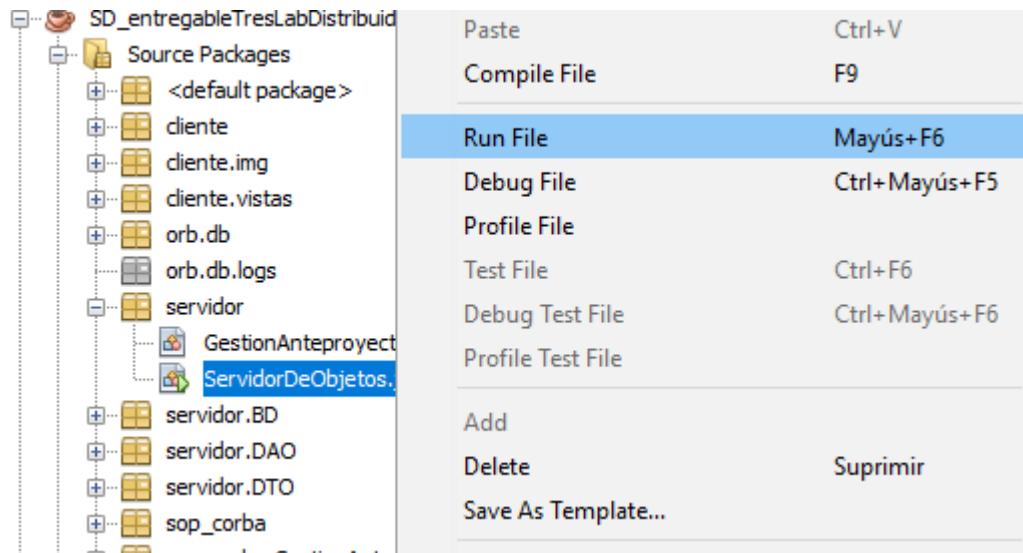 SD_entregableTresLabDistribuid
Source Packages
<default package>
cliente
cliente.img
cliente.vistas
orb.db
orb.db.logs
servidor
GestionAnteproyect
ServidorDeObjetos.
servidor.BD
servidor.DAO
servidor.DTO
sop_corba
Paste Ctrl+V
Compile File F9
Run File Mayús+F6
Debug File Ctrl+Mayús+F5
Profile File
Test File Ctrl+F6
Debug Test File Ctrl+Mayús+F6
Profile Test File
Add
Delete Suprimir
Save As Template...